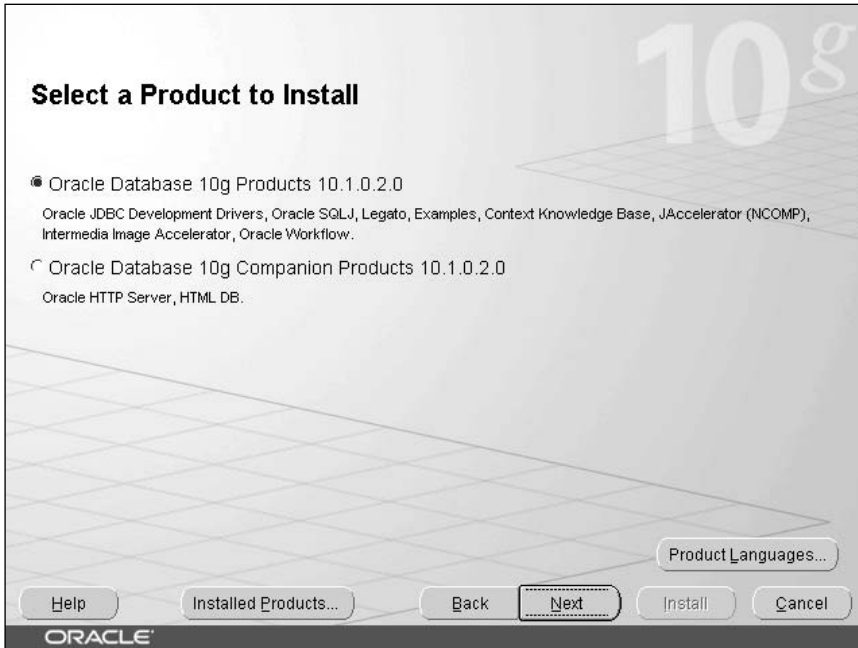 10g
Select a Product to Install
Oracle Database 10g Products 10.1.0.2.0
Oracle JDBC Development Drivers, Oracle SQLJ, Legato, Examples, Context Knowledge Base, JAccelerator (NCOMP),
Intermedia Image Accelerator, Oracle Workflow.
Oracle Database 10g Companion Products 10.1.0.2.0
Oracle HTTP Server, HTML DB.
Product Languages...
Help Installed Products... Back Next Install Cancel
ORACLE